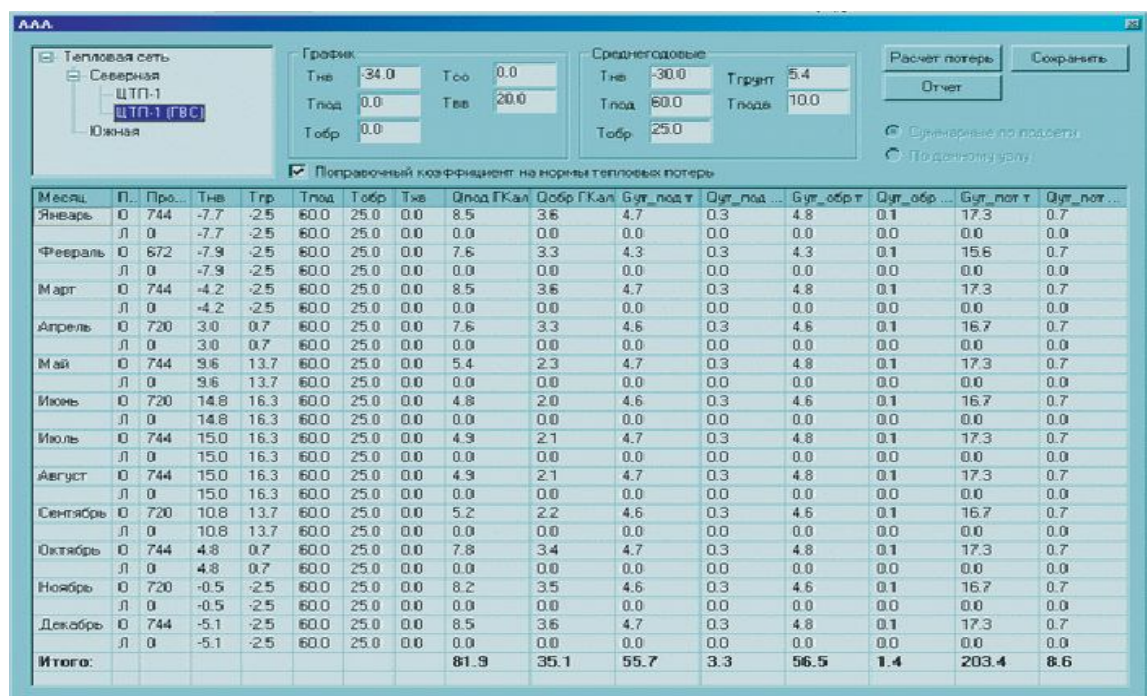 А.А.А.
Тепловая сеть
Северная
ЦТП-1
ЦТП-1 (ГВС)
Южная
График
Тнв -34.0 Тсо 0.0
Тпод 0.0 Твв 20.0
Тобр 0.0
Среднегодовые
Тнв -30.0 Тгрунт 5.4
Тпод 60.0 Тподв 10.0
Тобр 25.0
Расчет потерь Сохранить
Отчет
Суммарные по подсети
По данному узлу
Поправочный коэффициент на нормы тепловых потерь
Месяц П... Про... Тнв Тгр Тпод Тобр Тхв Qпод ГКал Qобр ГКал Gут_под т Qут_под ... Gут_обр т Qут_обр ... Gут_пот т Qут_пот ...
Январь О 744 -7.7 -2.5 60.0 25.0 0.0 8.5 3.6 4.7 0.3 4.8 0.1 17.3 0.7
Л 0 -7.7 -2.5 60.0 25.0 0.0 0.0 0.0 0.0 0.0 0.0 0.0 0.0 0.0
Февраль О 672 -7.9 -2.5 60.0 25.0 0.0 7.6 3.3 4.3 0.3 4.3 0.1 15.6 0.7
Л 0 -7.9 -2.5 60.0 25.0 0.0 0.0 0.0 0.0 0.0 0.0 0.0 0.0 0.0
Март О 744 -4.2 -2.5 60.0 25.0 0.0 8.5 3.6 4.7 0.3 4.8 0.1 17.3 0.7
Л 0 -4.2 -2.5 60.0 25.0 0.0 0.0 0.0 0.0 0.0 0.0 0.0 0.0 0.0
Апрель О 720 3.0 0.7 60.0 25.0 0.0 7.6 3.3 4.6 0.3 4.6 0.1 16.7 0.7
Л 0 3.0 0.7 60.0 25.0 0.0 0.0 0.0 0.0 0.0 0.0 0.0 0.0 0.0
Май О 744 9.6 13.7 60.0 25.0 0.0 5.4 2.3 4.7 0.3 4.8 0.1 17.3 0.7
Л 0 9.6 13.7 60.0 25.0 0.0 0.0 0.0 0.0 0.0 0.0 0.0 0.0 0.0
Июнь О 720 14.8 16.3 60.0 25.0 0.0 4.8 2.0 4.6 0.3 4.6 0.1 16.7 0.7
Л 0 14.8 16.3 60.0 25.0 0.0 0.0 0.0 0.0 0.0 0.0 0.0 0.0 0.0
Июль О 744 15.0 16.3 60.0 25.0 0.0 4.9 2.1 4.7 0.3 4.8 0.1 17.3 0.7
Л 0 15.0 16.3 60.0 25.0 0.0 0.0 0.0 0.0 0.0 0.0 0.0 0.0 0.0
Август О 744 15.0 16.3 60.0 25.0 0.0 4.9 2.1 4.7 0.3 4.8 0.1 17.3 0.7
Л 0 15.0 16.3 60.0 25.0 0.0 0.0 0.0 0.0 0.0 0.0 0.0 0.0 0.0
Сентябрь О 720 10.8 13.7 60.0 25.0 0.0 5.2 2.2 4.6 0.3 4.6 0.1 16.7 0.7
Л 0 10.8 13.7 60.0 25.0 0.0 0.0 0.0 0.0 0.0 0.0 0.0 0.0 0.0
Октябрь О 744 4.8 0.7 60.0 25.0 0.0 7.8 3.4 4.7 0.3 4.8 0.1 17.3 0.7
Л 0 4.8 0.7 60.0 25.0 0.0 0.0 0.0 0.0 0.0 0.0 0.0 0.0 0.0
Ноябрь О 720 -0.5 -2.5 60.0 25.0 0.0 8.2 3.5 4.6 0.3 4.6 0.1 16.7 0.7
Л 0 -0.5 -2.5 60.0 25.0 0.0 0.0 0.0 0.0 0.0 0.0 0.0 0.0 0.0
Декабрь О 744 -5.1 -2.5 60.0 25.0 0.0 8.5 3.6 4.7 0.3 4.8 0.1 17.3 0.7
Л 0 -5.1 -2.5 60.0 25.0 0.0 0.0 0.0 0.0 0.0 0.0 0.0 0.0 0.0
Итого: 81.9 35.1 55.7 3.3 56.5 1.4 203.4 8.6